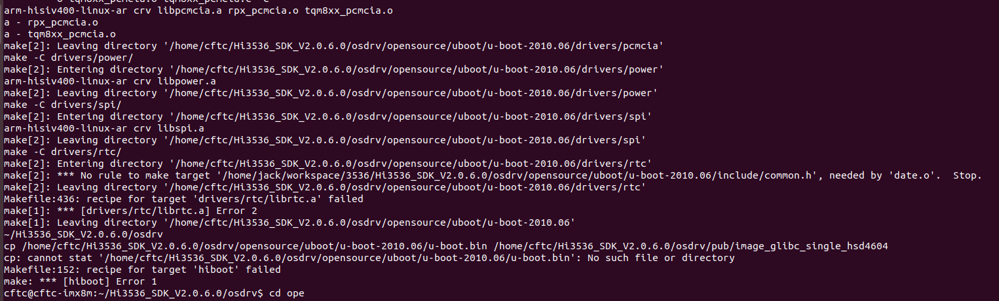 arm-hisiv400-linux-ar crv libpcmcia.a rpx_pcmcia.o tqm8xx_pcmcia.o
a - rpx_pcmcia.o
a - tqm8xx_pcmcia.o
make[2]: Leaving directory '/home/cftc/Hi3536_SDK_V2.0.6.0/osdrv/opensource/uboot/u-boot-2010.06/drivers/pcmcia'
make -C drivers/power/
make[2]: Entering directory '/home/cftc/Hi3536_SDK_V2.0.6.0/osdrv/opensource/uboot/u-boot-2010.06/drivers/power'
arm-hisiv400-linux-ar crv libpower.a
make[2]: Leaving directory '/home/cftc/Hi3536_SDK_V2.0.6.0/osdrv/opensource/uboot/u-boot-2010.06/drivers/power'
make -C drivers/spi/
make[2]: Entering directory '/home/cftc/Hi3536_SDK_V2.0.6.0/osdrv/opensource/uboot/u-boot-2010.06/drivers/spi'
arm-hisiv400-linux-ar crv libspi.a
make[2]: Leaving directory '/home/cftc/Hi3536_SDK_V2.0.6.0/osdrv/opensource/uboot/u-boot-2010.06/drivers/spi'
make -C drivers/rtc/
make[2]: Entering directory '/home/cftc/Hi3536_SDK_V2.0.6.0/osdrv/opensource/uboot/u-boot-2010.06/drivers/rtc'
make[2]: *** No rule to make target '/home/jack/workspace/3536/Hi3536_SDK_V2.0.6.0/osdrv/opensource/uboot/u-boot-2010.06/include/common.h', needed by 'date.o'.  Stop.
make[2]: Leaving directory '/home/cftc/Hi3536_SDK_V2.0.6.0/osdrv/opensource/uboot/u-boot-2010.06/drivers/rtc'
Makefile:436: recipe for target 'drivers/rtc/librtc.a' failed
make[1]: *** [drivers/rtc/librtc.a] Error 2
make[1]: Leaving directory '/home/cftc/Hi3536_SDK_V2.0.6.0/osdrv/opensource/uboot/u-boot-2010.06'
~/Hi3536_SDK_V2.0.6.0/osdrv
cp /home/cftc/Hi3536_SDK_V2.0.6.0/osdrv/opensource/uboot/u-boot-2010.06/u-boot.bin /home/cftc/Hi3536_SDK_V2.0.6.0/osdrv/pub/image_glibc_single_hsd4604
cp: cannot stat '/home/cftc/Hi3536_SDK_V2.0.6.0/osdrv/opensource/uboot/u-boot-2010.06/u-boot.bin': No such file or directory
Makefile:152: recipe for target 'hiboot' failed
make: *** [hiboot] Error 1
cftc@cftc-imx8m:~/Hi3536_SDK_V2.0.6.0/osdrv$ cd ope